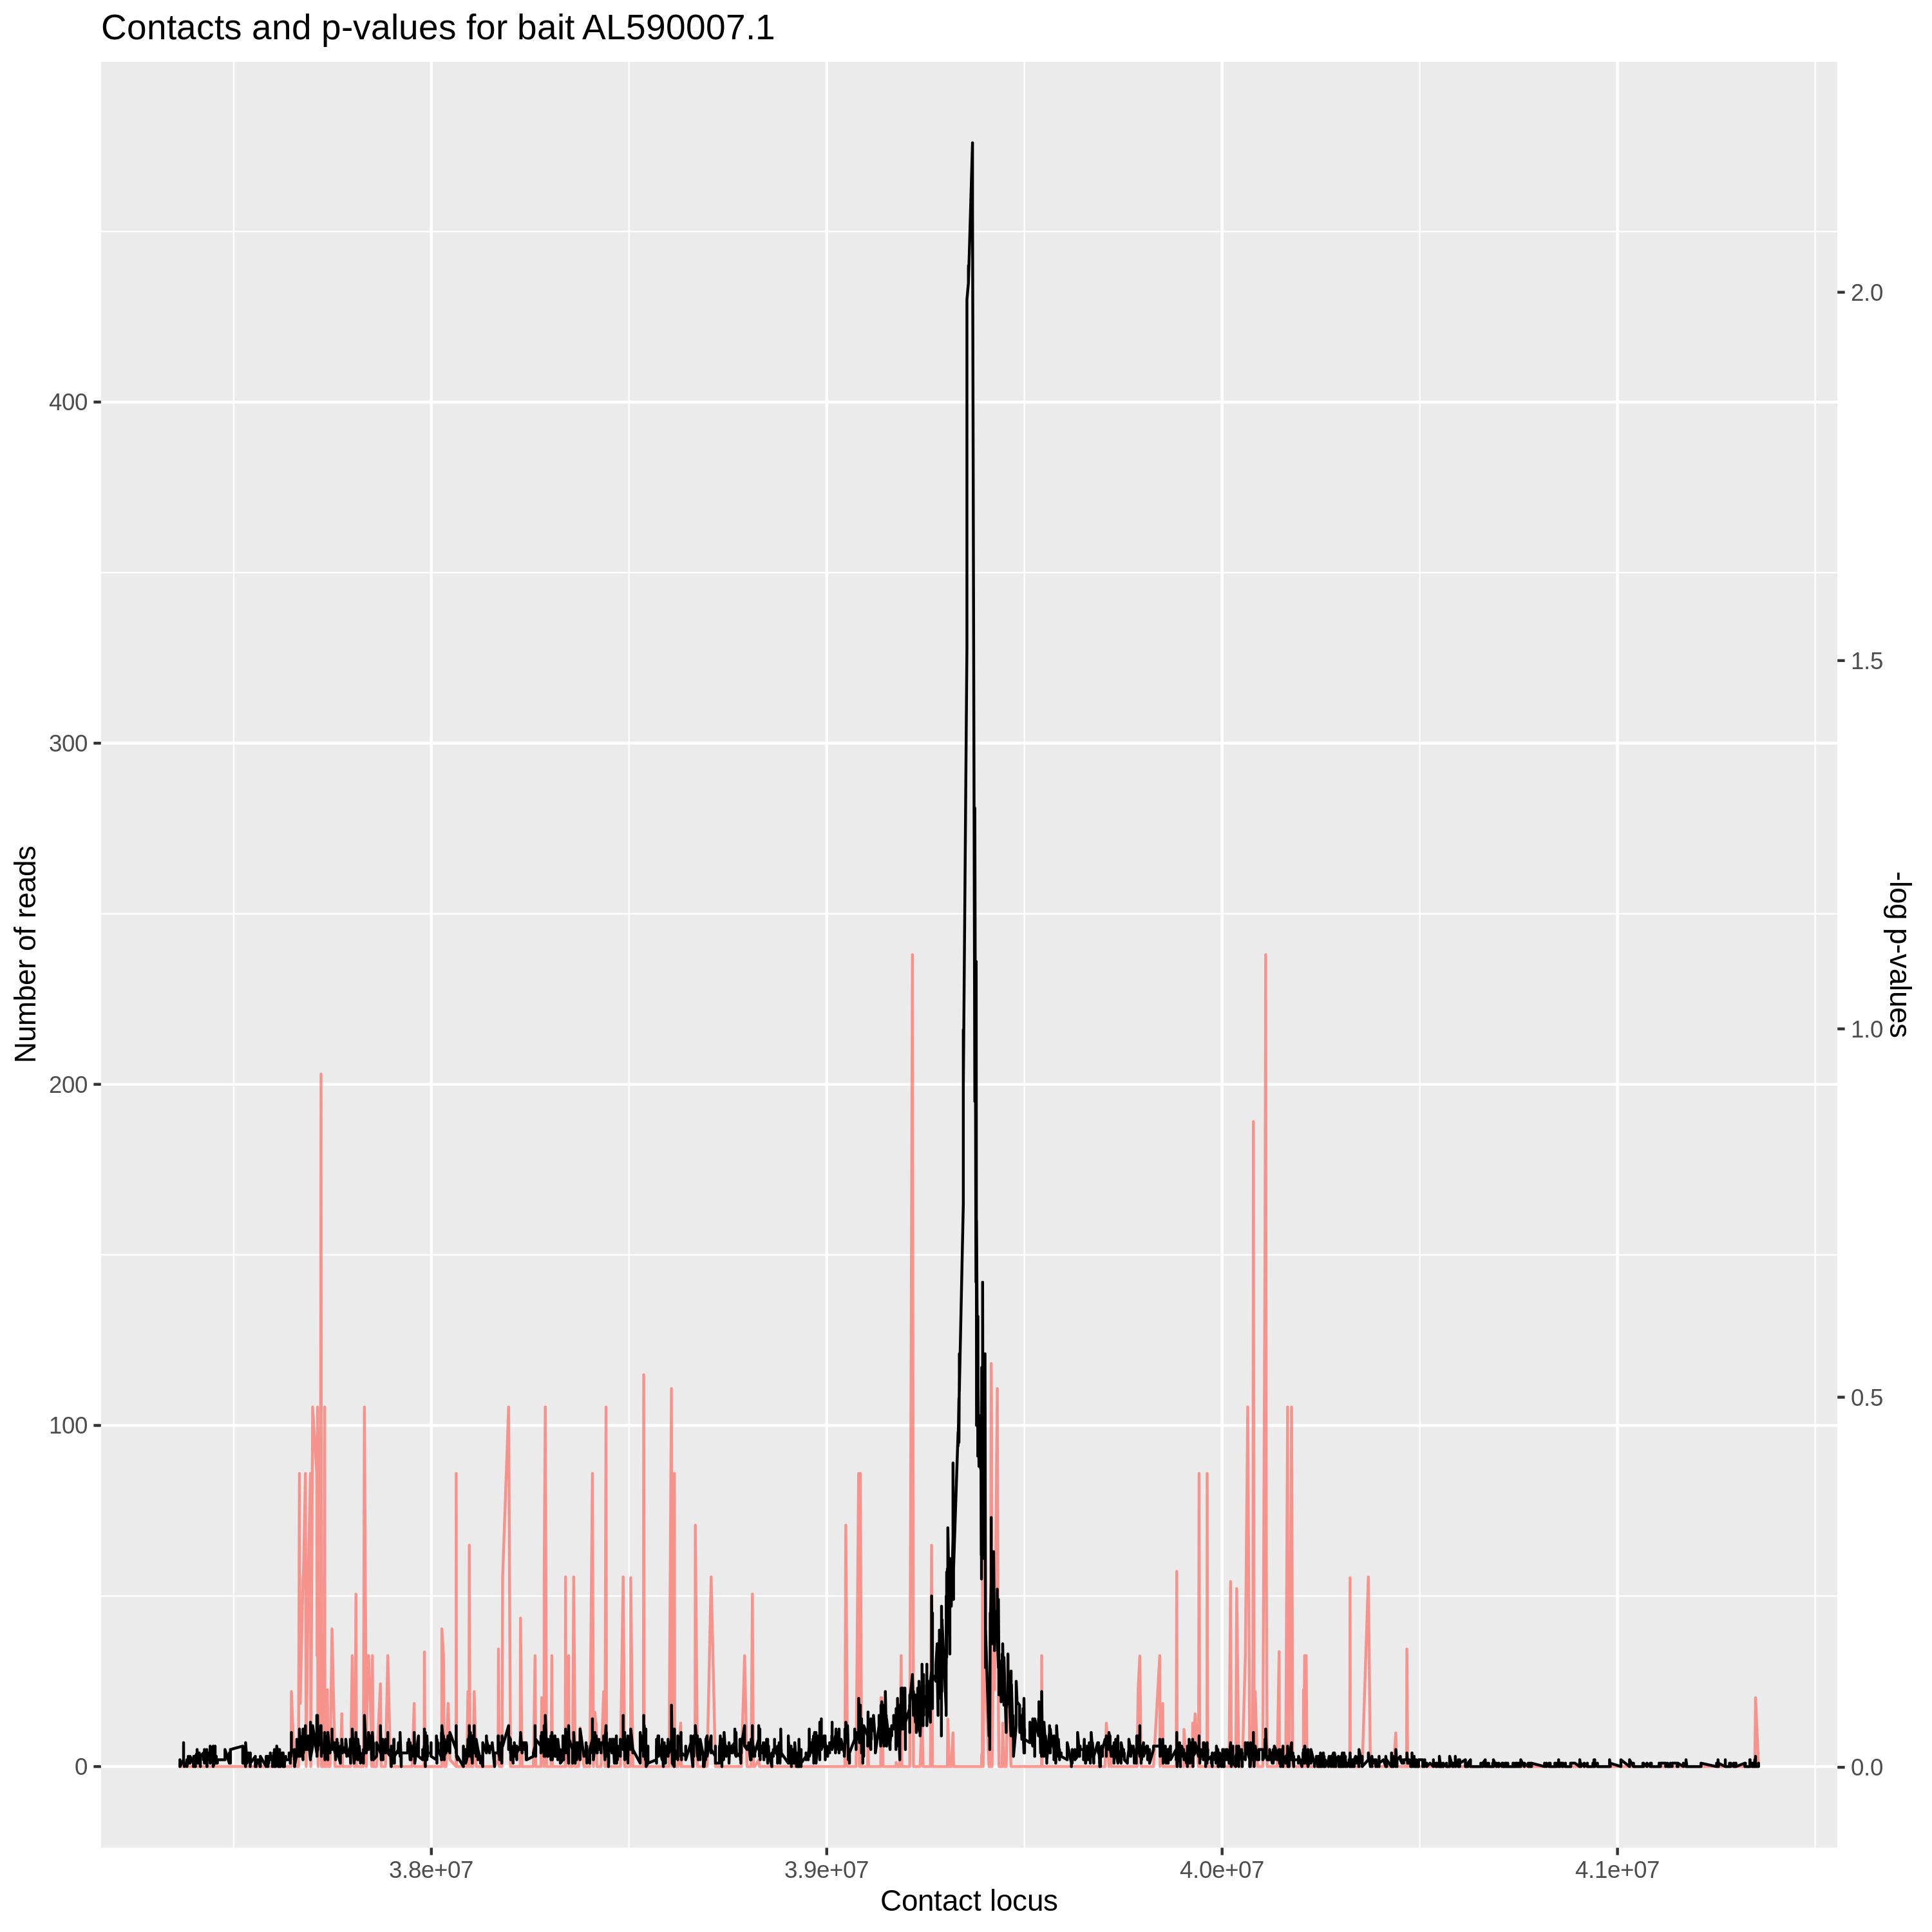 Contacts and p-values for bait AL590007.1
Number of reads
400
300
200
100
0
2.0
1.5
1.0
0.5
0.0
-log p-values
3.8e+07
3.9e+07
4.0e+07
4.1e+07
Contact locus